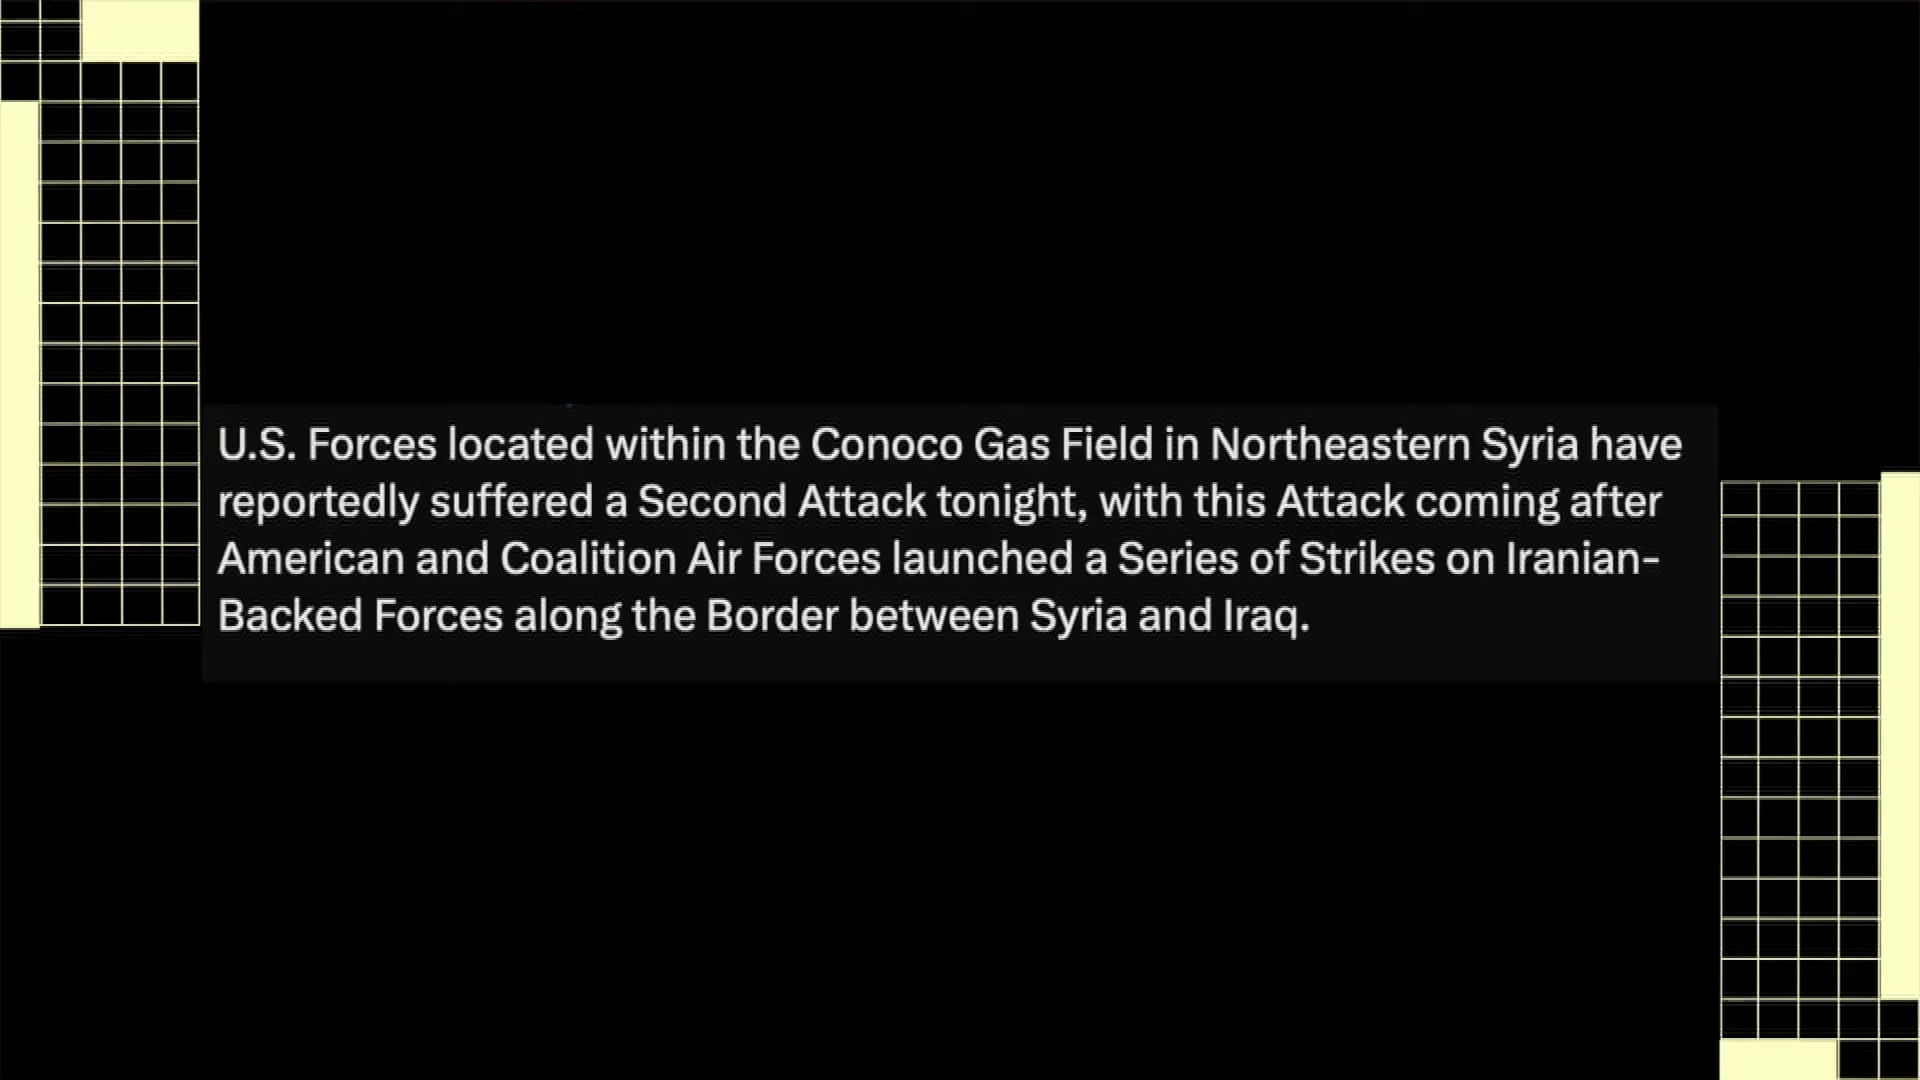 U.S. Forces located within the Conoco Gas Field in Northeastern Syria have
reportedly suffered a Second Attack tonight, with this Attack coming after
American and Coalition Air Forces launched a Series of Strikes on Iranian-
Backed Forces along the Border between Syria and Iraq.